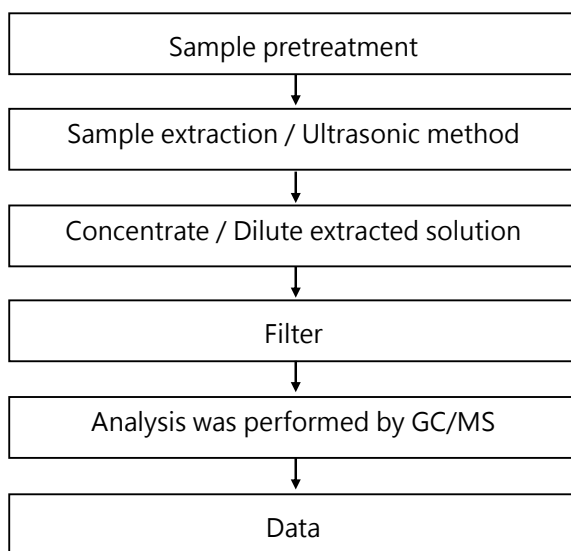 Sample pretreatment
Sample extraction / Ultrasonic method
Concentrate / Dilute extracted solution
Filter
Analysis was performed by GC/MS
Data